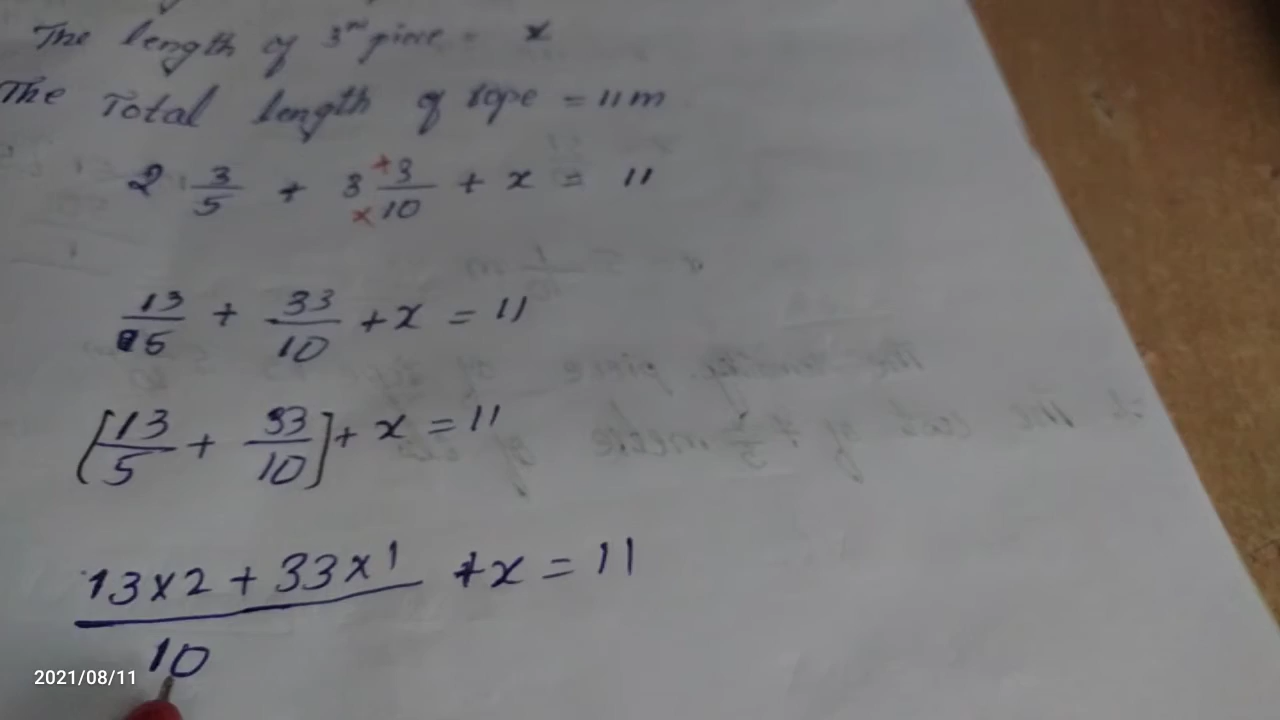 The length of 3rd piece = x
The Total length of rope = 11m
2 3/5 + 3 3/10 + x = 11
13/5 + 33/10 + x = 11
[13/5 + 33/10] + x = 11
13x2 + 33x1 / 10 + x = 11
2021/08/11